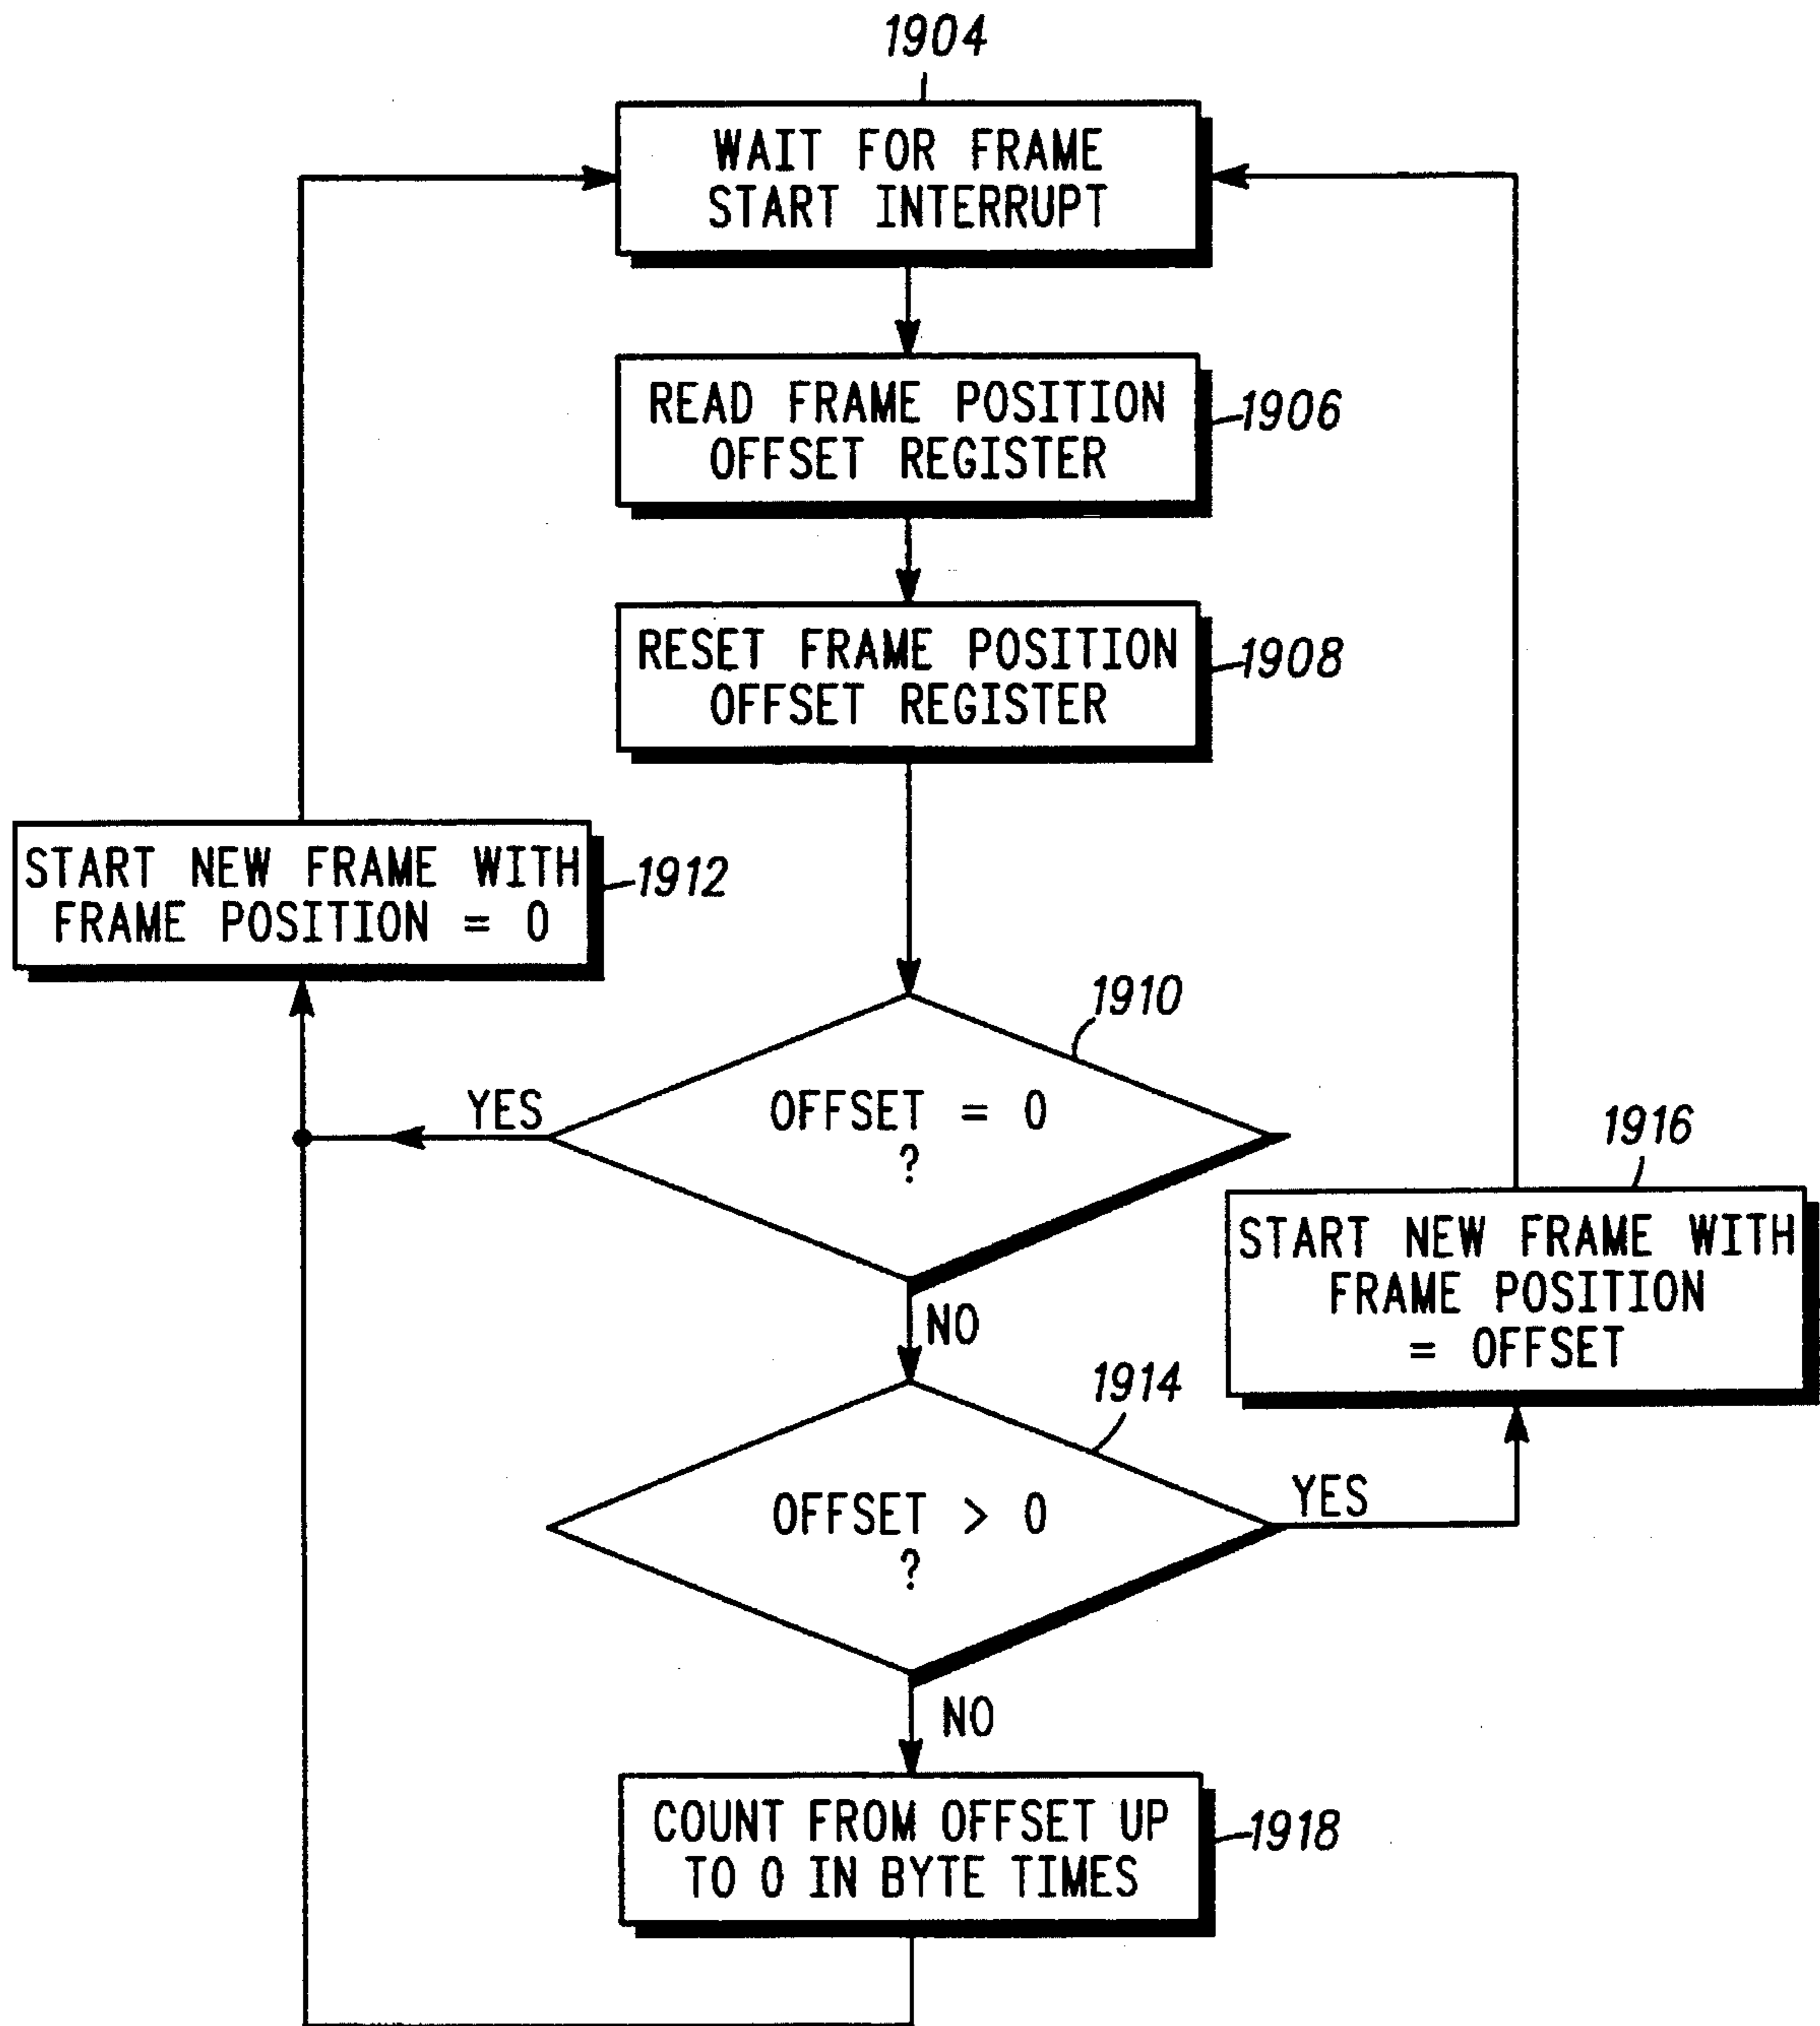 1904
WAIT FOR FRAME
START INTERRUPT
READ FRAME POSITION
OFFSET REGISTER
1906
RESET FRAME POSITION
OFFSET REGISTER
1908
START NEW FRAME WITH
FRAME POSITION = 0
1912
1910
YES
OFFSET = 0
?
NO
1916
START NEW FRAME WITH
FRAME POSITION
= OFFSET
1914
OFFSET > 0
?
YES
NO
COUNT FROM OFFSET UP
TO 0 IN BYTE TIMES
1918